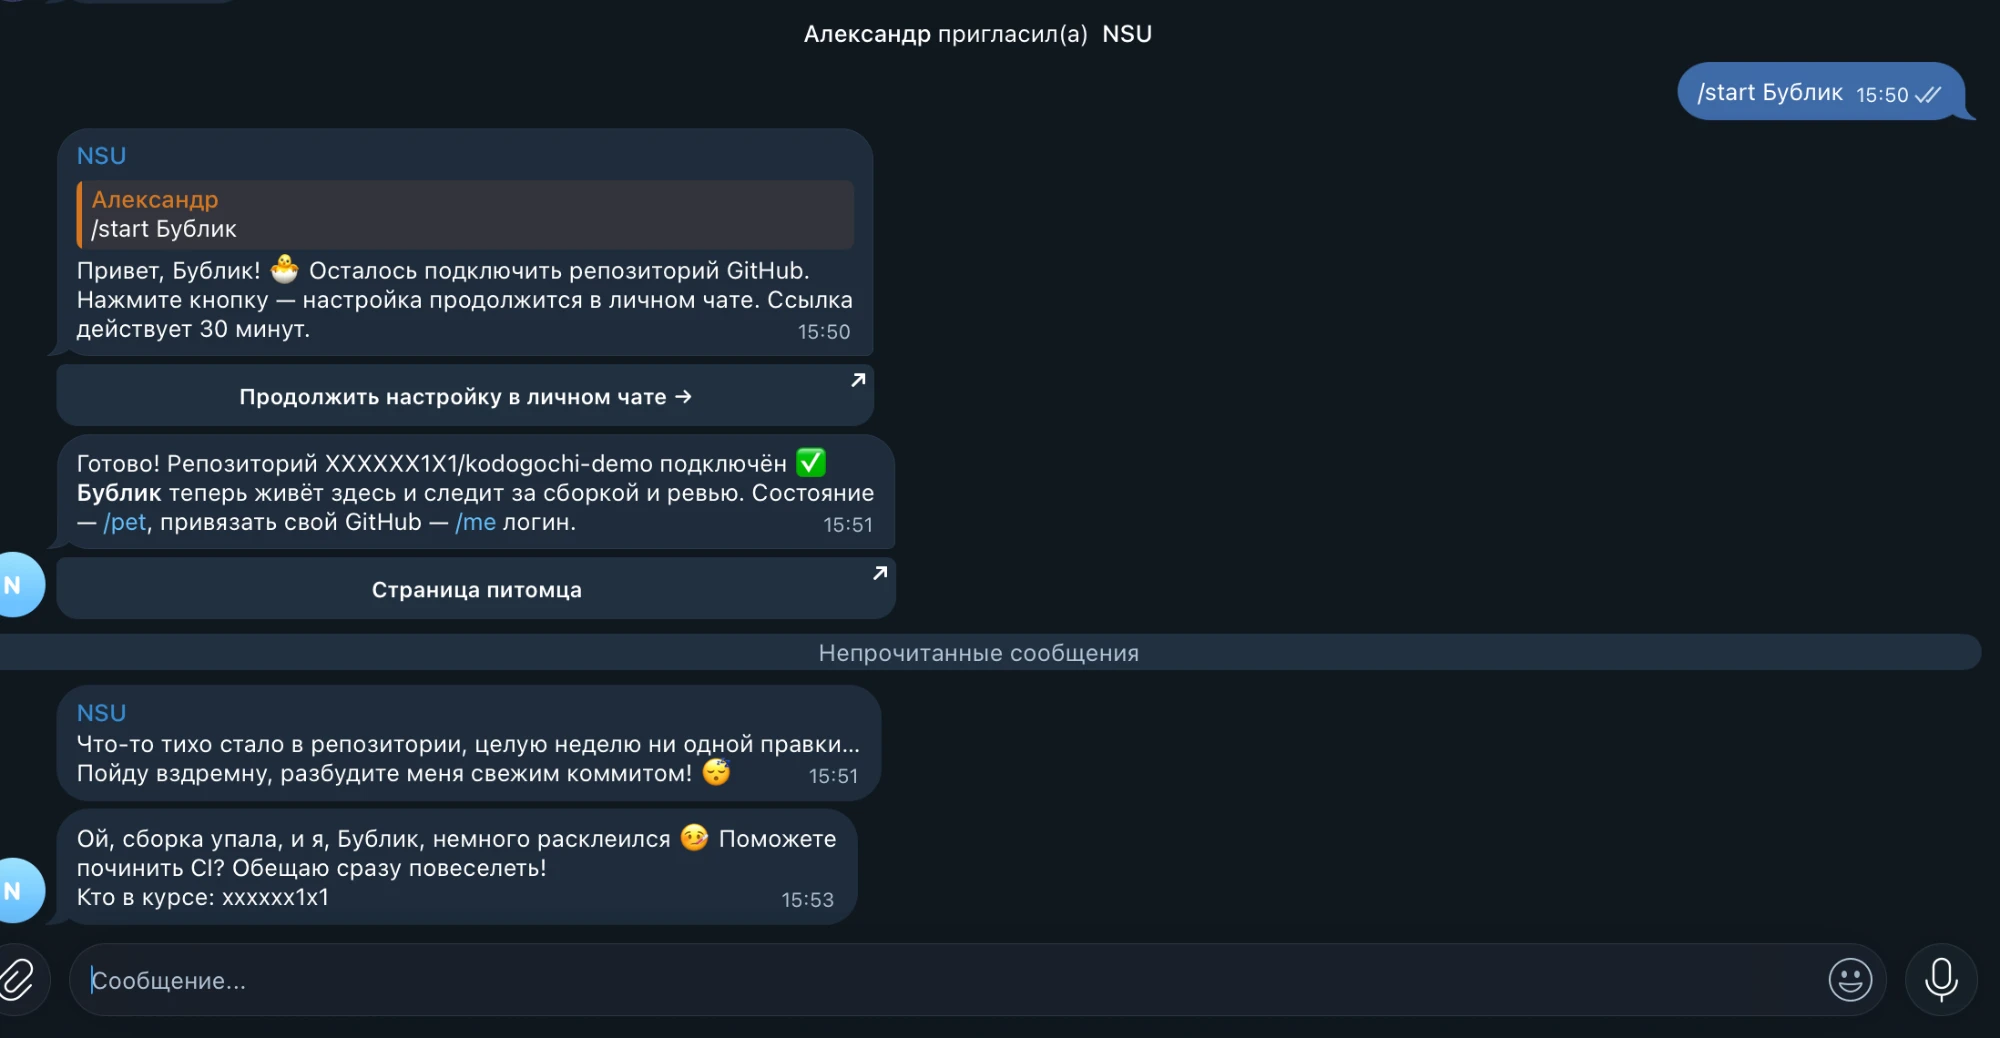 Александр пригласил(а) NSU
/start Бублик 15:50
NSU
Александр
/start Бублик
Привет, Бублик! 🐣 Осталось подключить репозиторий GitHub.
Нажмите кнопку — настройка продолжится в личном чате. Ссылка
действует 30 минут. 15:50
Продолжить настройку в личном чате →
Готово! Репозиторий XXXXXX1X1/kodogochi-demo подключён ✅
Бублик теперь живёт здесь и следит за сборкой и ревью. Состояние
— /pet, привязать свой GitHub — /me логин. 15:51
N
Страница питомца
Непрочитанные сообщения
NSU
Что-то тихо стало в репозитории, целую неделю ни одной правки...
Пойду вздремну, разбудите меня свежим коммитом! 😴 15:51
Ой, сборка упала, и я, Бублик, немного расклеился 🤒 Поможете
починить CI? Обещаю сразу повеселеть!
Кто в курсе: xxxxxx1x1 15:53
N
Сообщение...